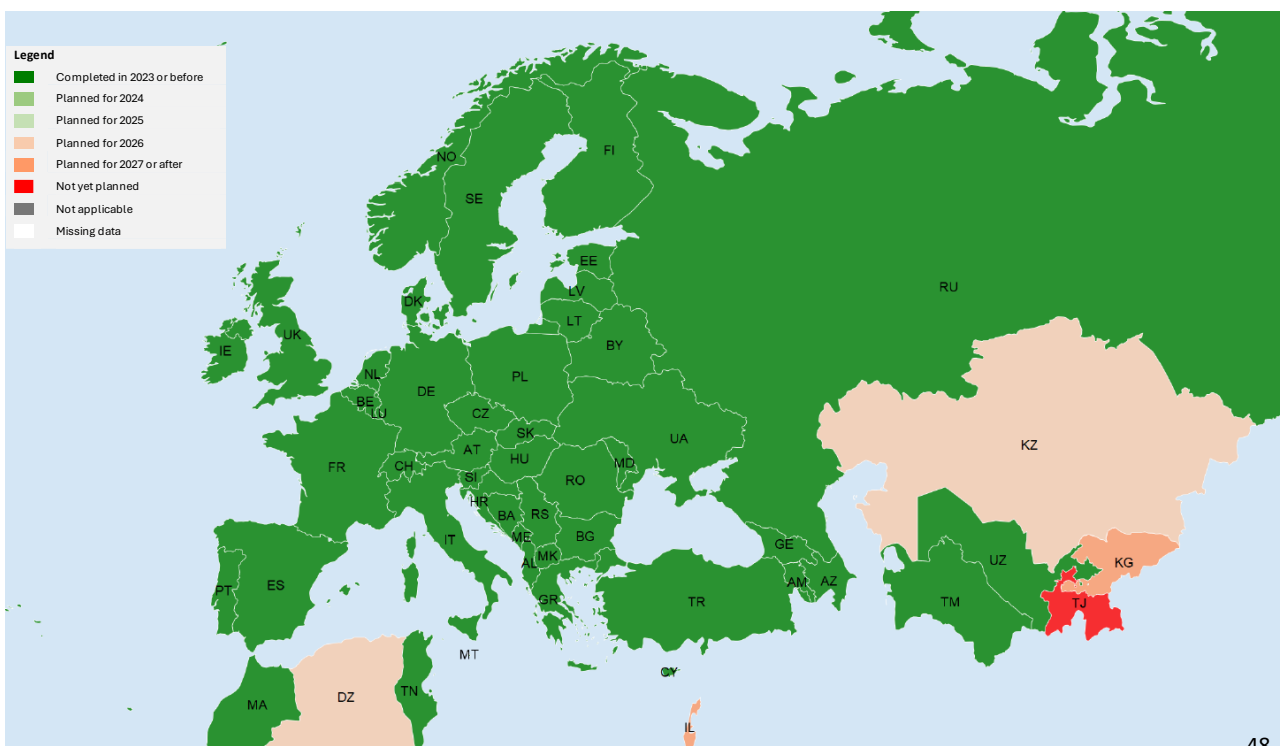 Legend
Completed in 2023 or before
Planned for 2024
Planned for 2025
Planned for 2026
Planned for 2027 or after
Not yet planned
Not applicable
Missing data
NO
FI
SE
EE
RU
LV
DK
LT
UK
BY
IE
NL
PL
DE
BE
LU
CZ
SK
UA
KZ
AT
HU
MD
CH
FR
SI
RO
HR
BA
RS
ME
BG
IT
GE
MK
UZ
AL
KG
AM
AZ
ES
PT
GR
TR
TM
TJ
MT
CY
TN
DZ
MA
IL
48